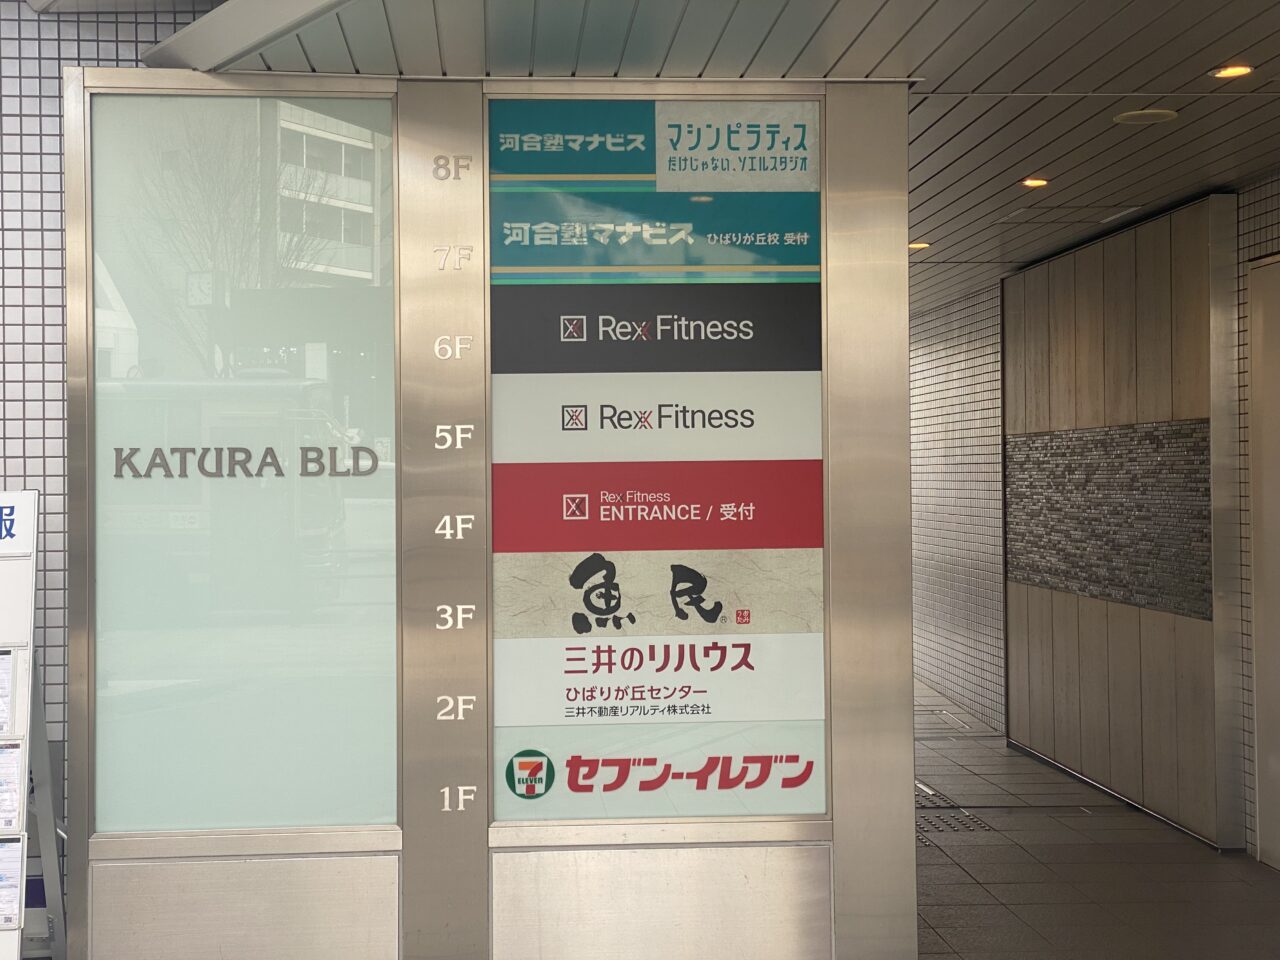 KATURA BLD
8F
河合塾マナビス
マシンピラティス
だけじゃない、ソエルスタジオ
7F
河合塾マナビス ひばりが丘校 受付
6F
Rexx Fitness
5F
Rexx Fitness
4F
Rexx Fitness
ENTRANCE / 受付
3F
魚民
2F
三井のリハウス
ひばりが丘センター
三井不動産リアルティ株式会社
1F
7
ELEVEN
セブン-イレブン
報